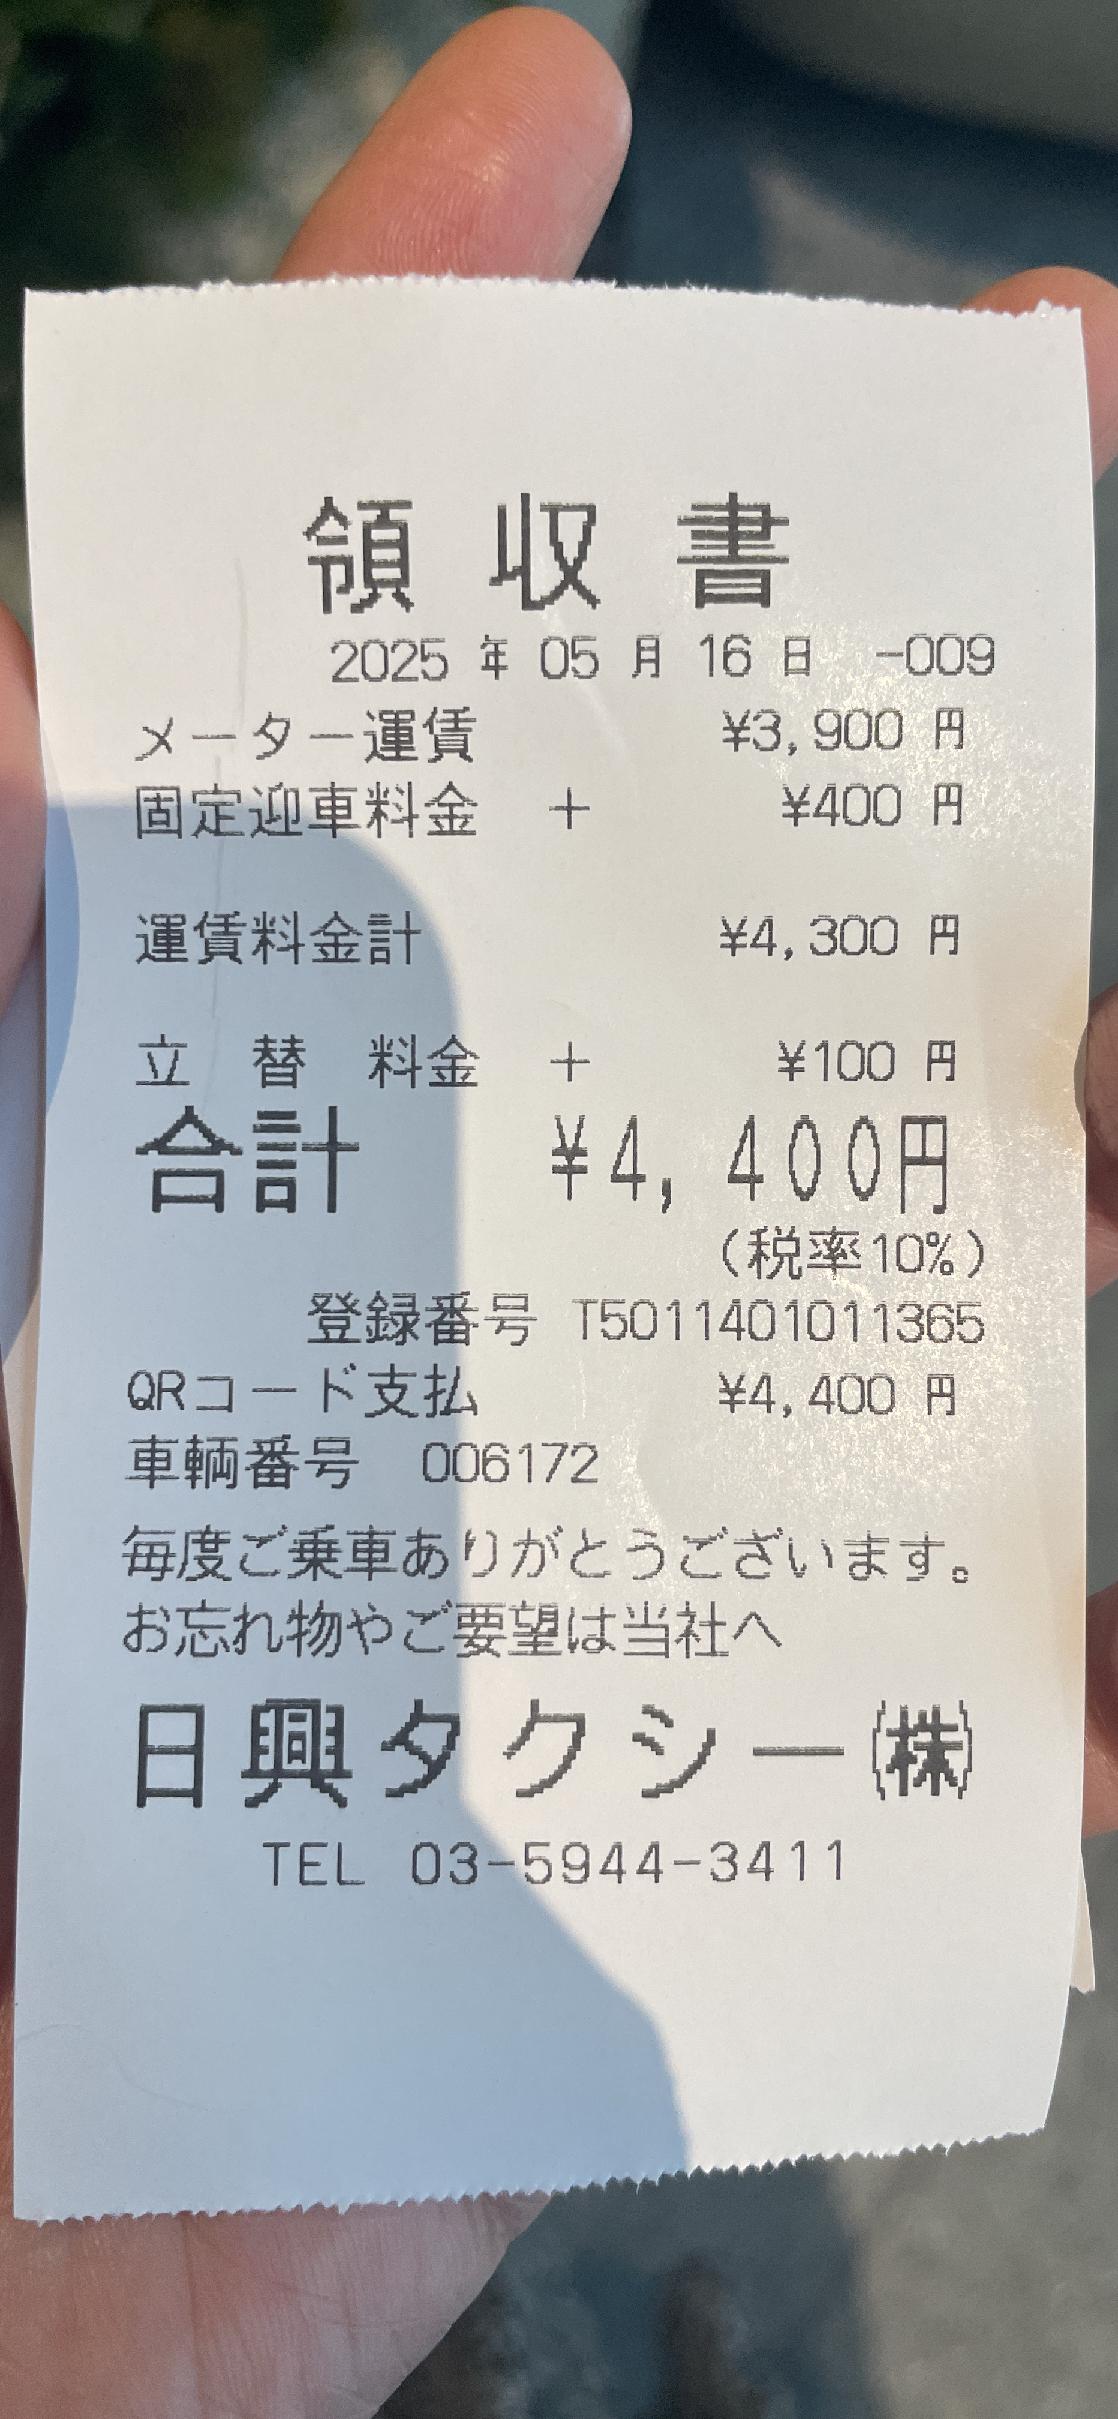 領収書
2025 年 05 月 16 日 -009
メーター運賃 ¥3,900 円
固定迎車料金 + ¥400 円
運賃料金計 ¥4,300 円
立 替 料金 + ¥100 円
合計 ¥4,400円
(税率10%)
登録番号 T5011401011365
QRコード支払 ¥4,400 円
車輌番号 006172
毎度ご乗車ありがとうございます。
お忘れ物やご要望は当社へ
日興タクシー㈱
TEL 03-5944-3411